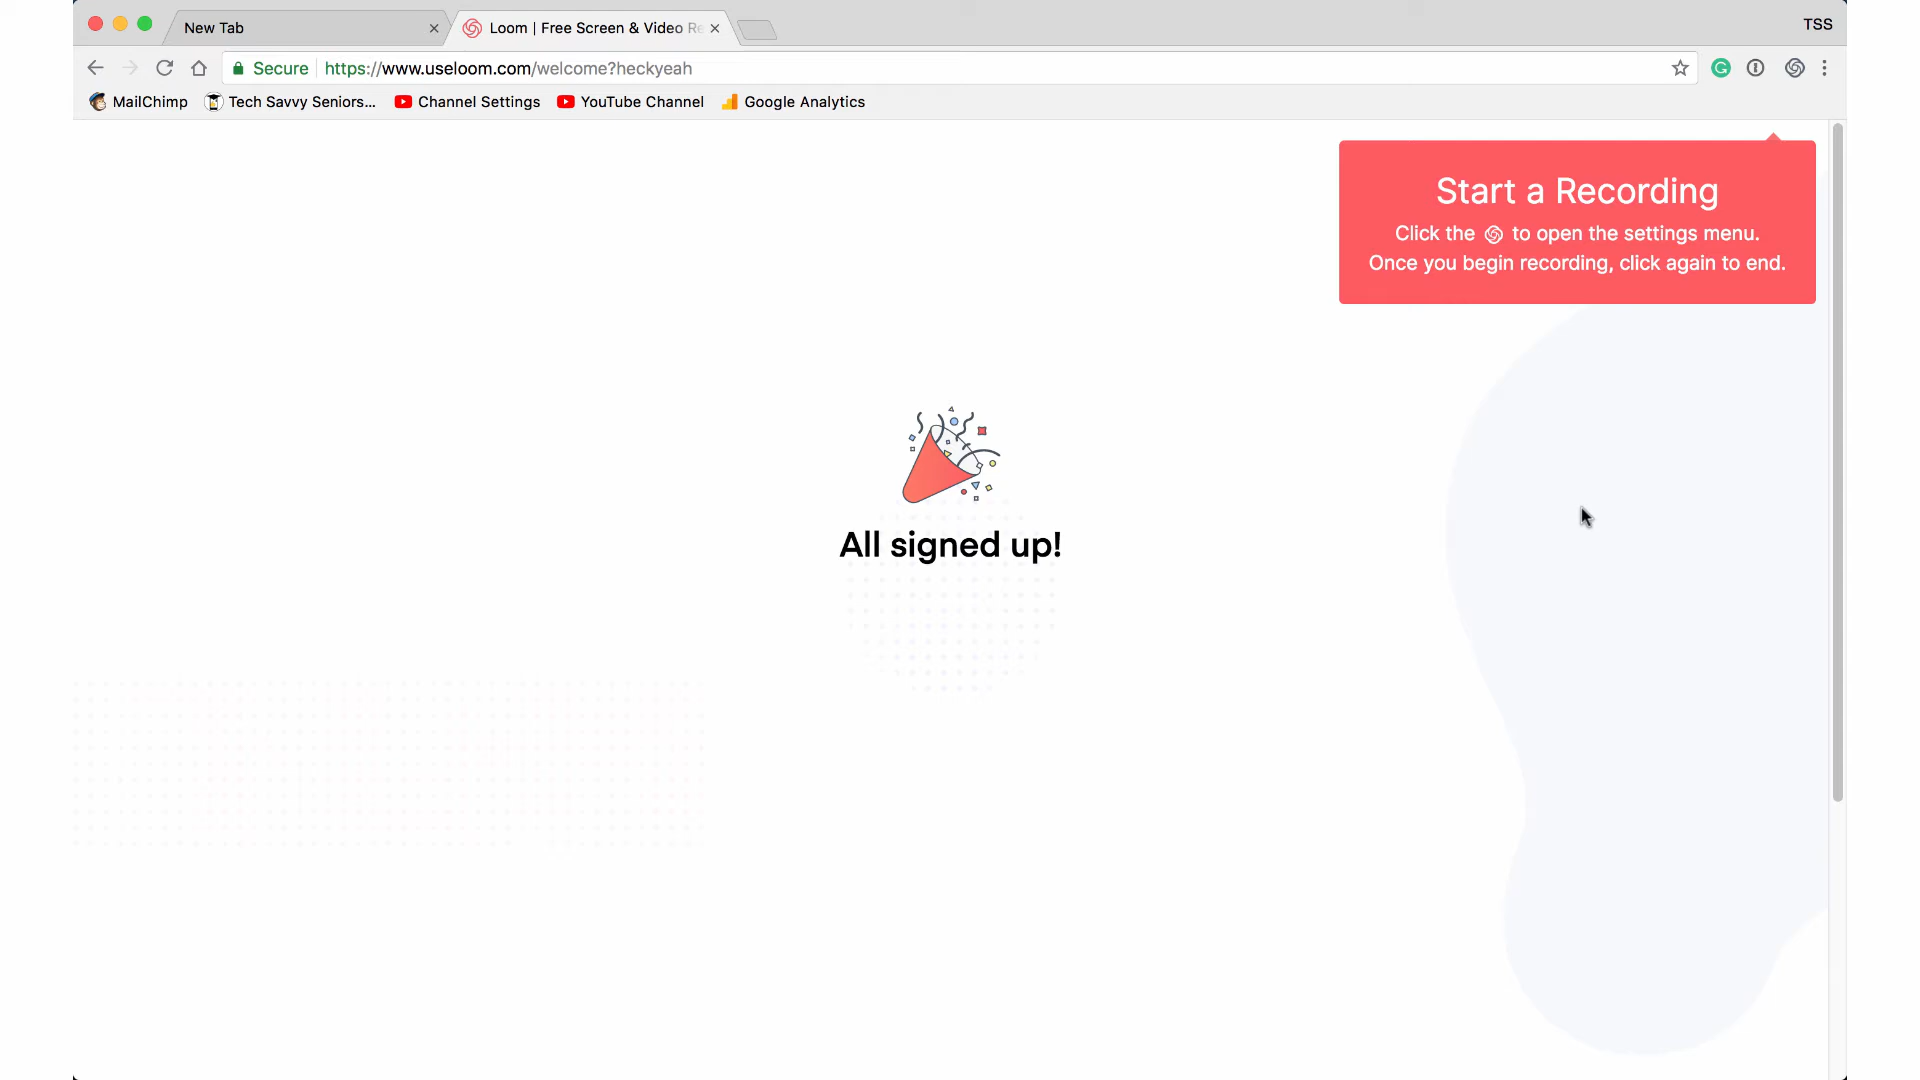 New Tab
Loom | Free Screen & Video Re
TSS
Secure
https://www.useloom.com/welcome?heckyeah
MailChimp
Tech Savvy Seniors...
Channel Settings
YouTube Channel
Google Analytics
Start a Recording
Click the to open the settings menu.
Once you begin recording, click again to end.
All signed up!